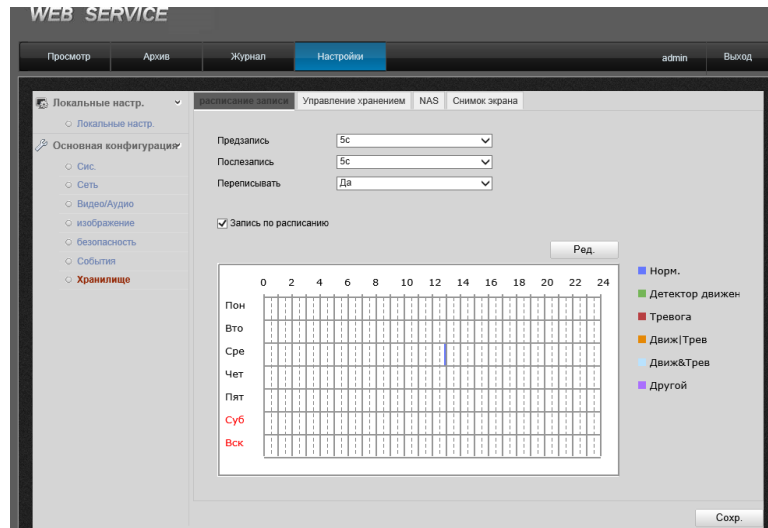 WEB SERVICE
Просмотр Архив Журнал Настройки admin Выход
Локальные настр.
Локальные настр.
Основная конфигурация
Сис.
Сеть
Видео/Аудио
изображение
безопасность
События
Хранилище
расписание записи Управление хранением NAS Снимок экрана
Предзапись 5с
Послезапись 5с
Переписывать Да
Запись по расписанию
Ред.
0 2 4 6 8 10 12 14 16 18 20 22 24
Пон
Вто
Сре
Чет
Пят
Суб
Вск
Норм.
Детектор движен
Тревога
Движ|Трев
Движ&Трев
Другой
Сохр.